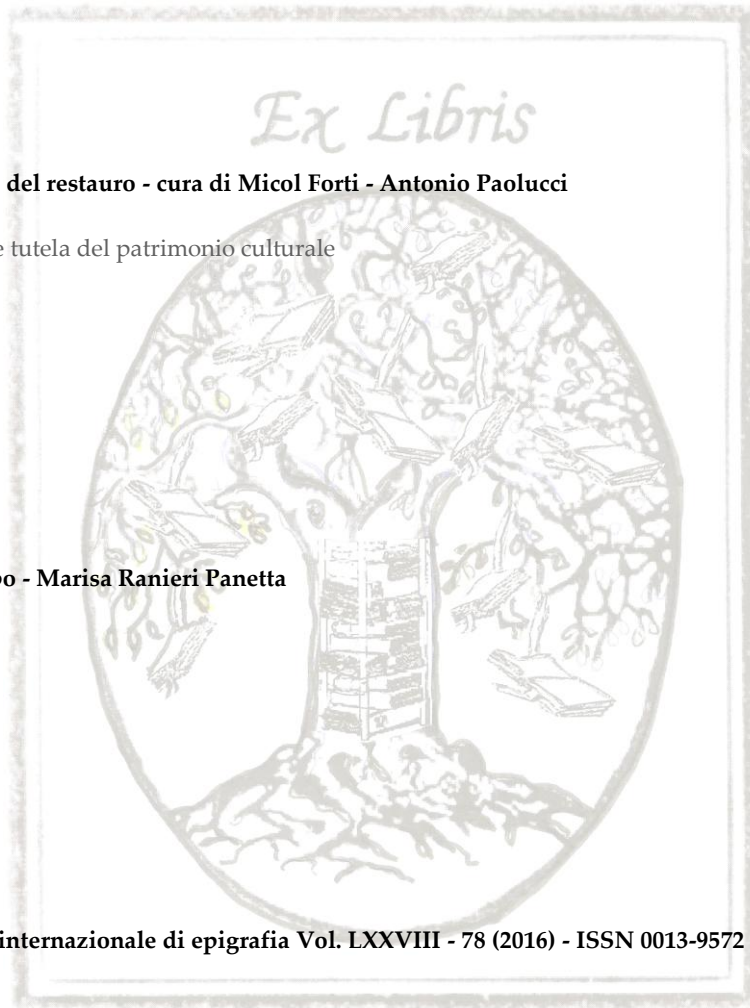 Ex Libris
del restauro - cura di Micol Forti - Antonio Paolucci
e tutela del patrimonio culturale
oo - Marisa Ranieri Panetta
internazionale di epigrafia Vol. LXXVIII - 78 (2016) - ISSN 0013-9572